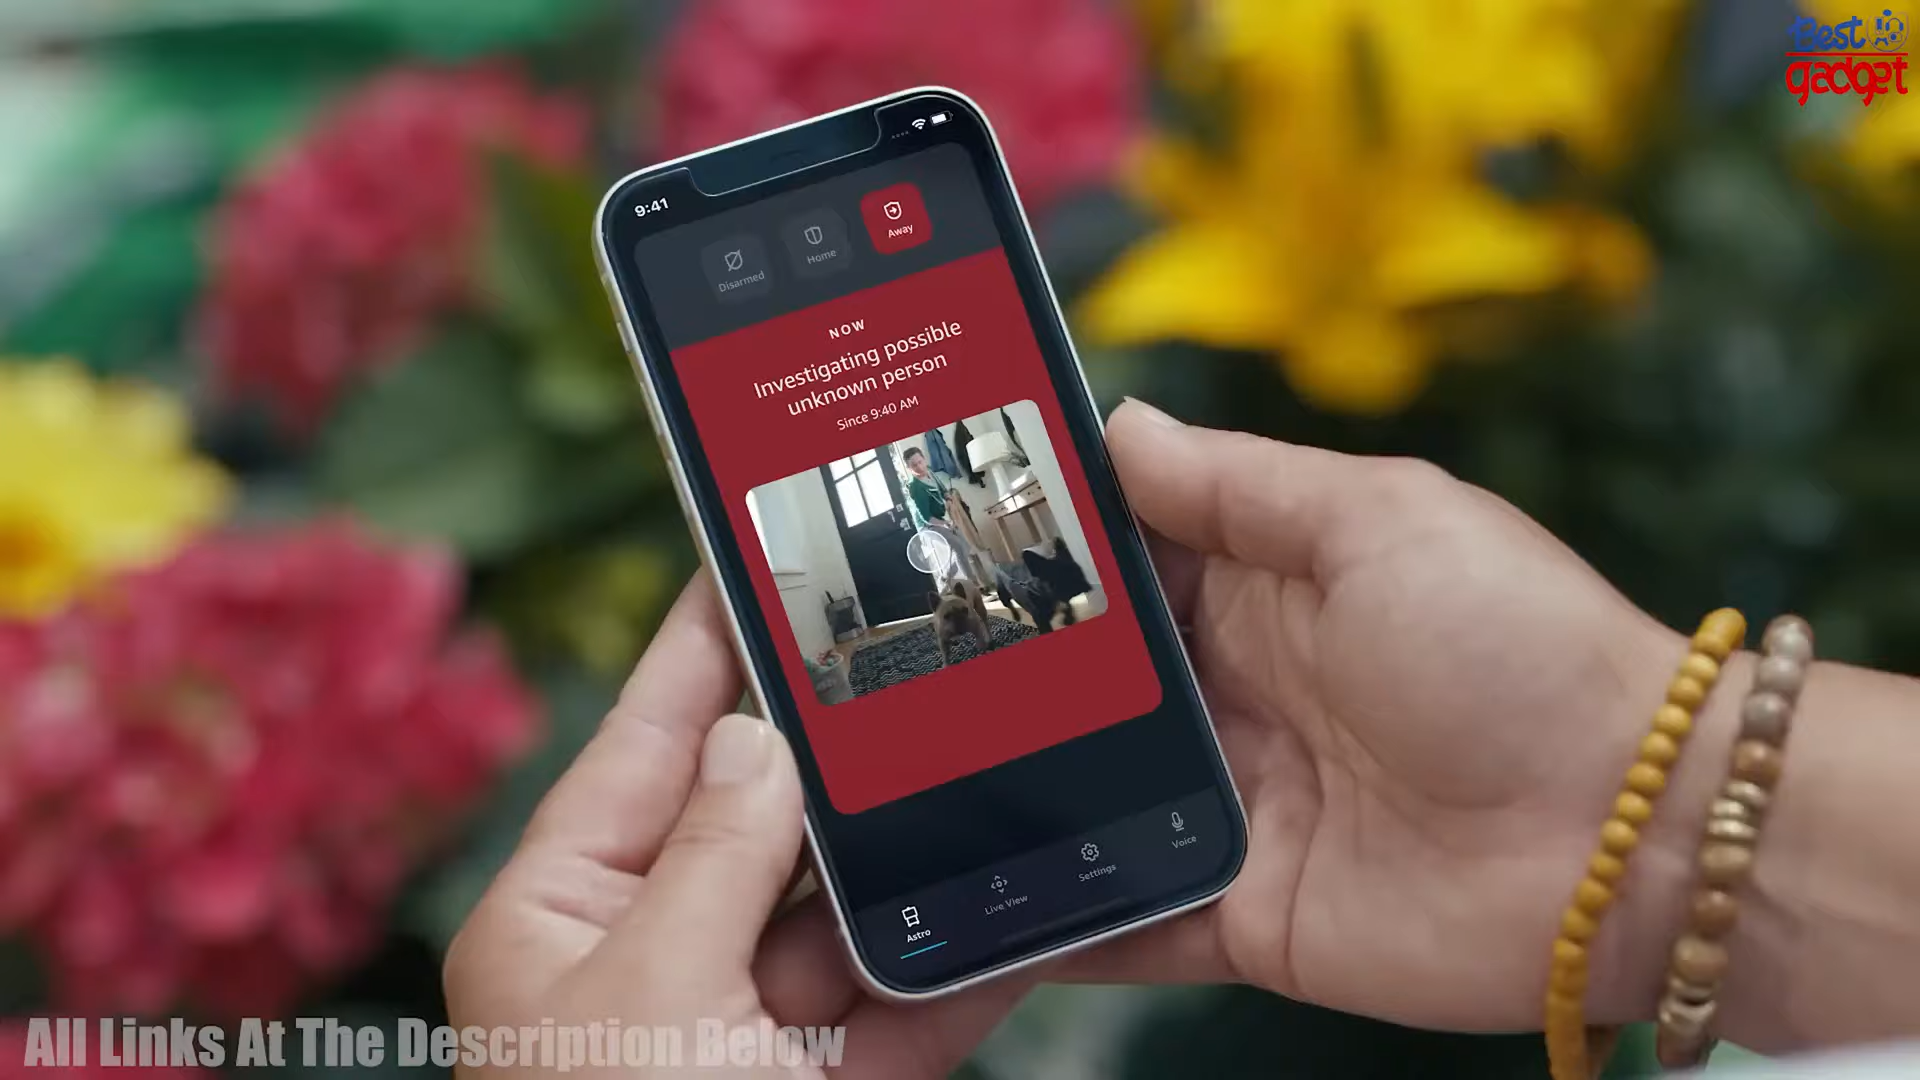 Best
gadget
9:41
Disarmed
Home
Away
NOW
Investigating possible
unknown person
Since 9:40 AM
Astro
Live View
Settings
Voice
All Links At The Description Below